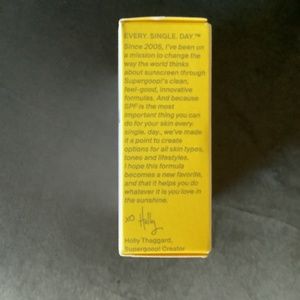 EVERY. SINGLE. DAY.™
Since 2005, I've been on
a mission to change the
way the world thinks
about sunscreen through
Supergoop!'s clean,
feel-good, innovative
formulas. And because
SPF is the most
important thing you can
do for your skin every.
single. day., we've made
it a point to create
options for all skin types,
tones and lifestyles.
I hope this formula
becomes a new favorite,
and that it helps you do
whatever it is you love in
the sunshine.
xo Holly
Holly Thaggard,
Supergoop! Creator